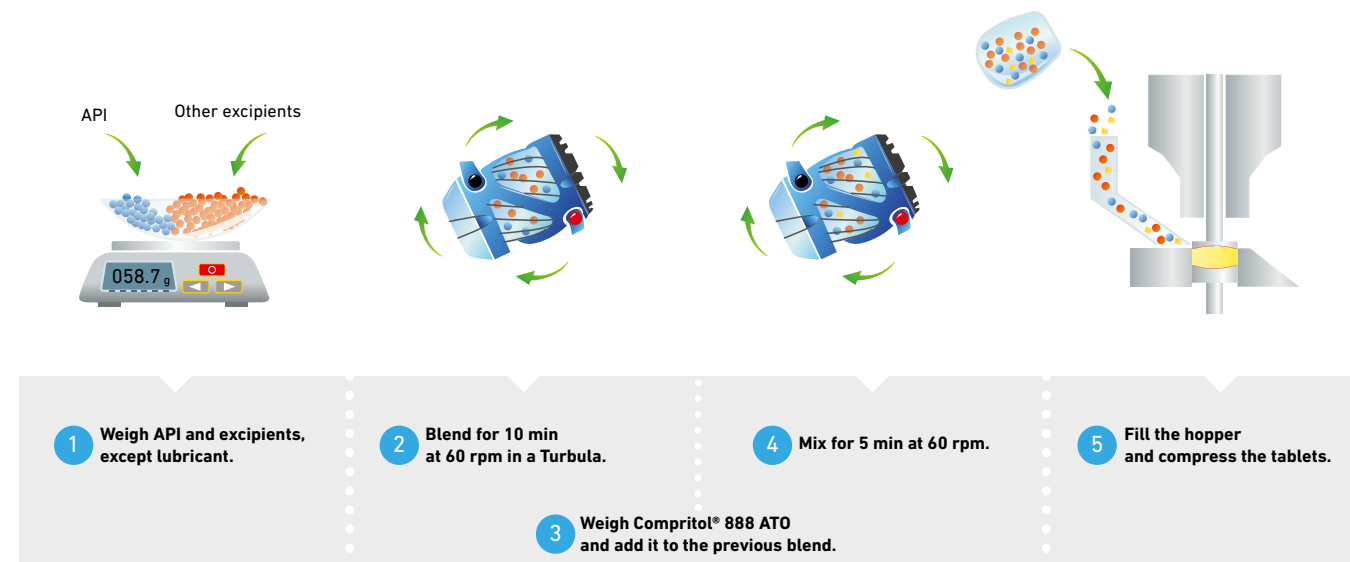 API
Other excipients
058.7 g
1
Weigh API and excipients,
except lubricant.
2
Blend for 10 min
at 60 rpm in a Turbula.
3
Weigh Compritol® 888 ATO
and add it to the previous blend.
4
Mix for 5 min at 60 rpm.
5
Fill the hopper
and compress the tablets.